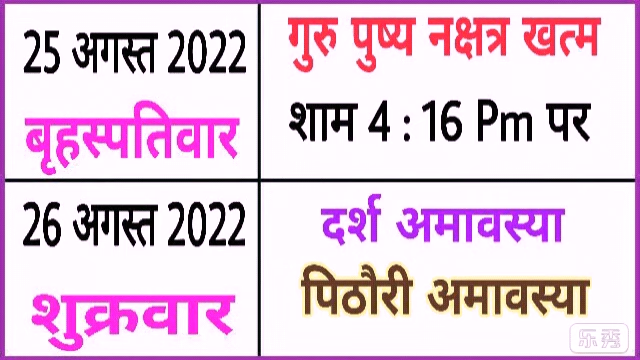 25 अगस्त 2022
बृहस्पतिवार
गुरु पुष्य नक्षत्र खत्म
शाम 4 : 16 Pm पर
26 अगस्त 2022
शुक्रवार
दर्श अमावस्या
पिठौरी अमावस्या
乐秀